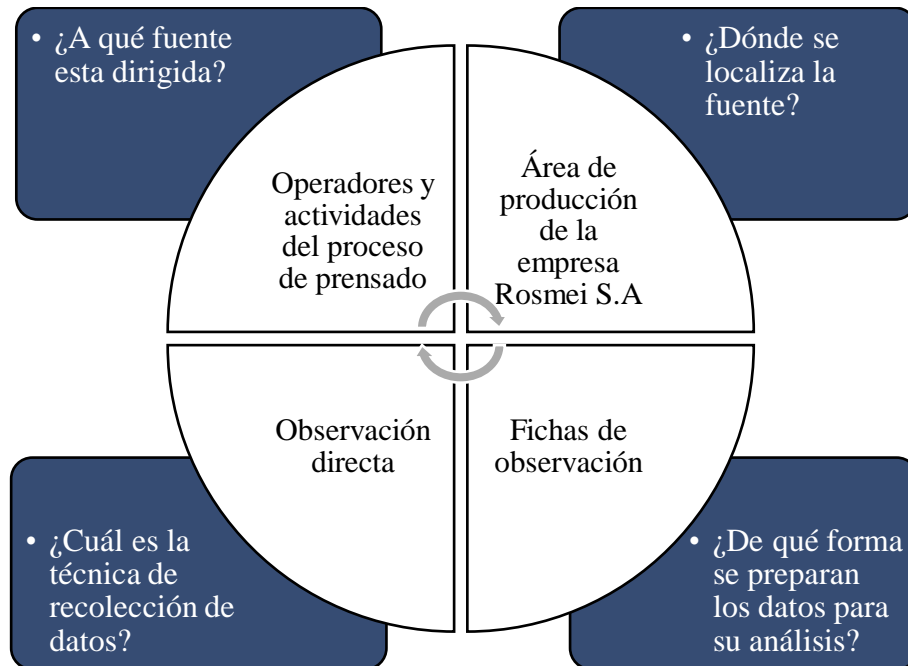 • ¿A qué fuente
esta dirigida?
• ¿Dónde se
localiza la
fuente?
Operadores y
actividades
del proceso
de prensado
Área de
producción
de la
empresa
Rosmei S.A
Observación
directa
Fichas de
observación
• ¿Cuál es la
técnica de
recolección de
datos?
• ¿De qué forma
se preparan
los datos para
su análisis?